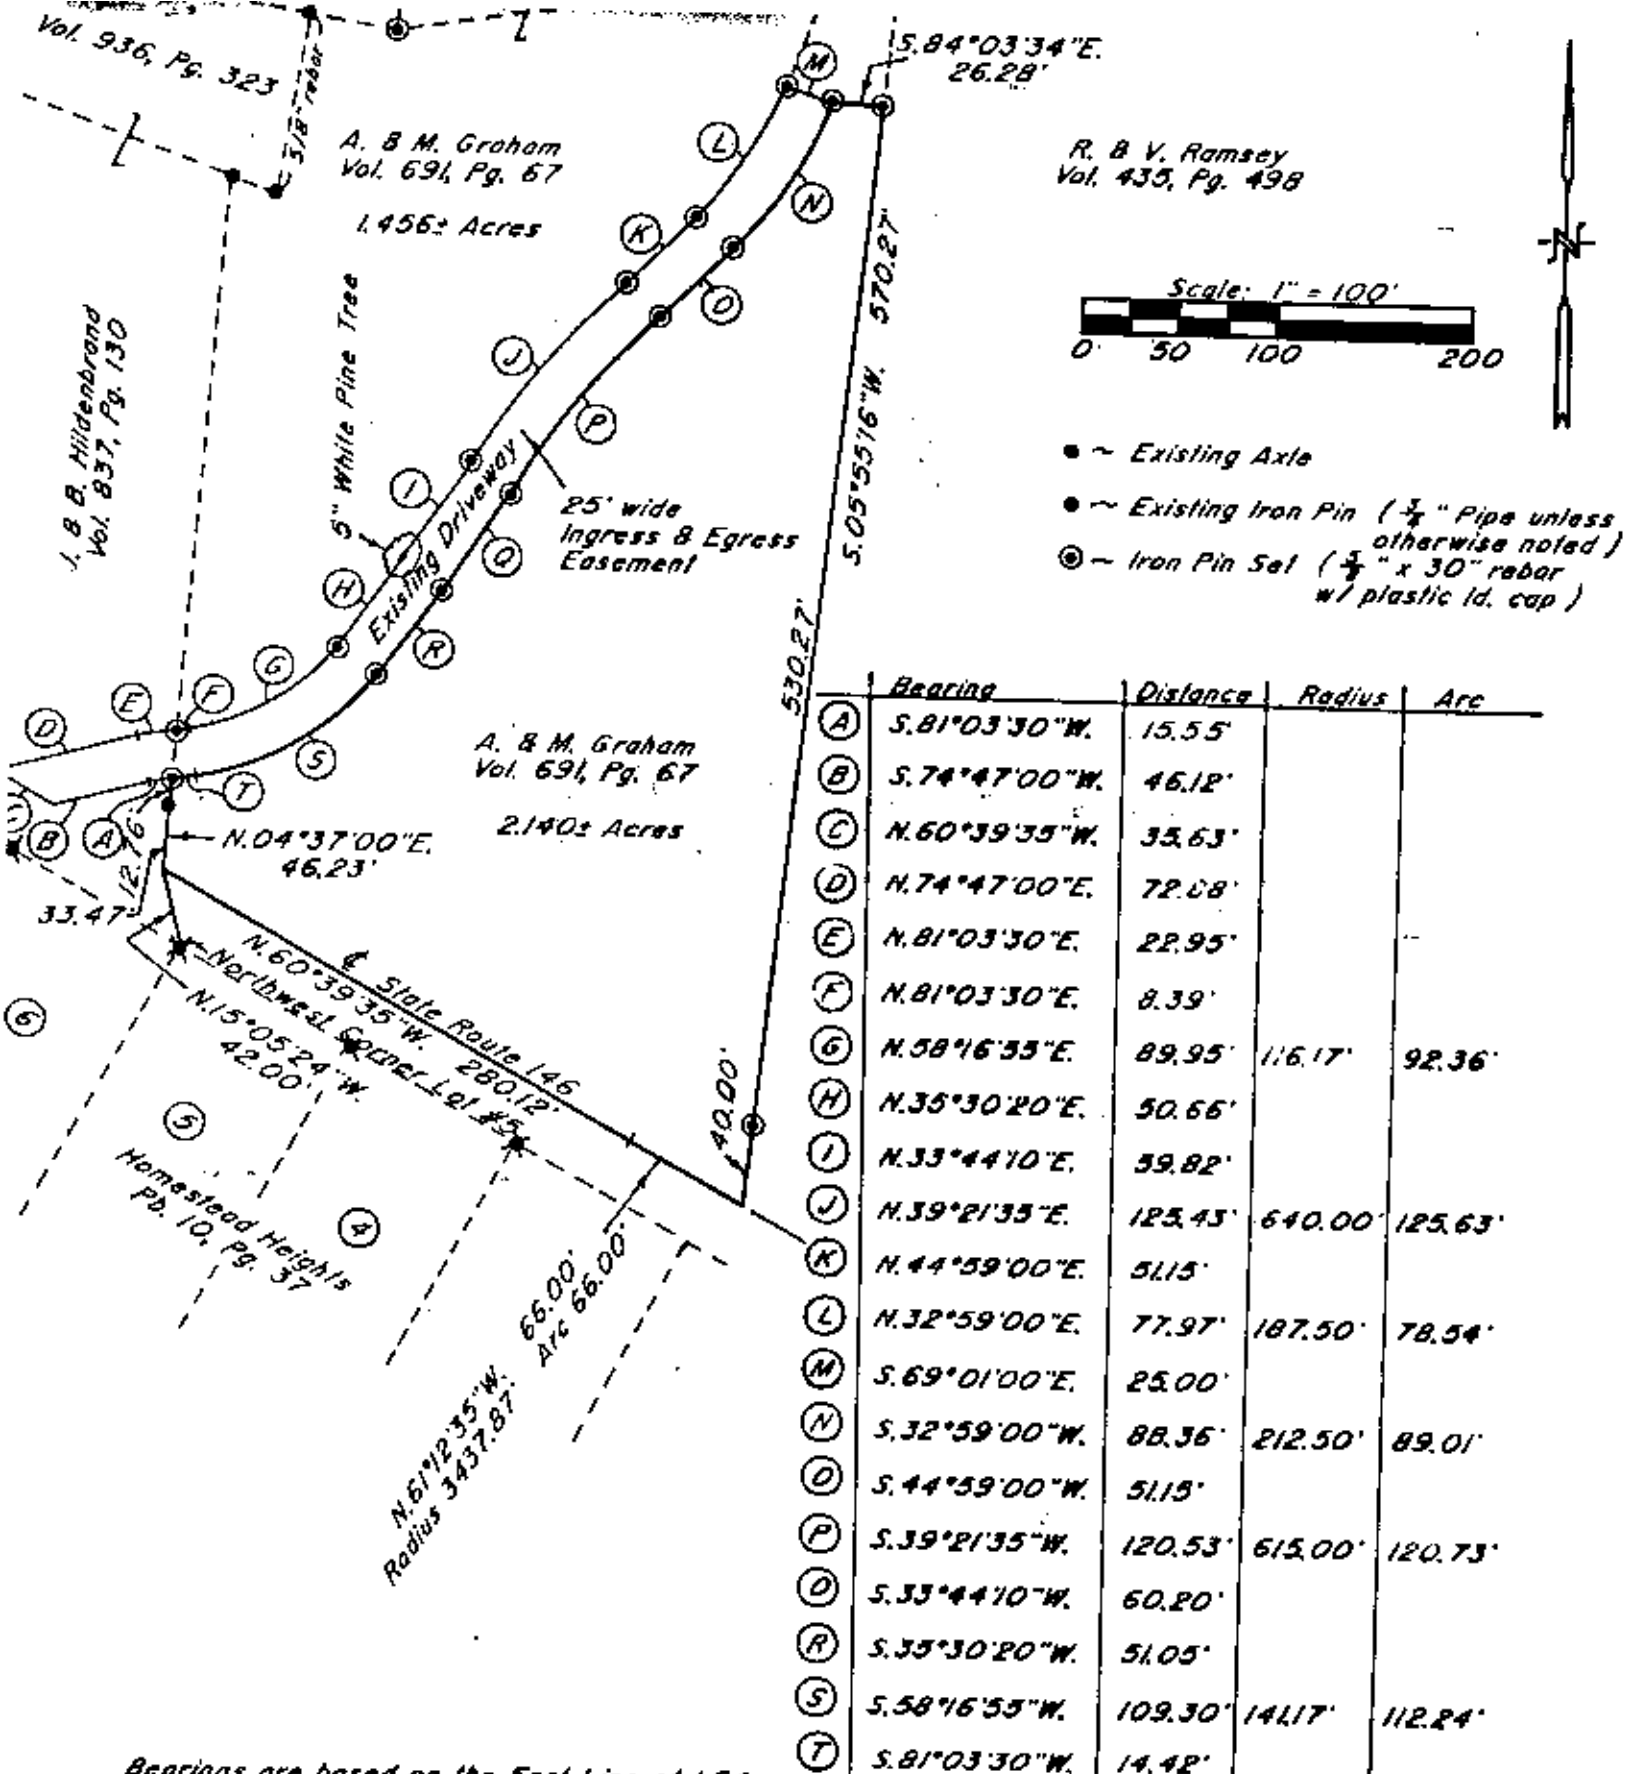 Vol. 936, Pg. 323
5/8" rebar
A. & M. Graham
Vol. 691, Pg. 67
1.456± Acres
M
S.84°03'34"E.
26.28'
L
N
K
O
J
P
I
Q
H
R
G
F
E
D
S
T
C
B
A
R. & V. Ramsey
Vol. 435, Pg. 498
N
Scale: 1" = 100'
0' 50 100 200
● ~ Existing Axle
● ~ Existing Iron Pin ( 3/4" Pipe unless
otherwise noted )
~ Iron Pin Set ( 5/8" x 30" rebar
w/ plastic Id. cap )
J. & B. Hildenbrand
Vol. 837, Pg. 130
5" White Pine Tree
Existing Driveway
25' wide
Ingress & Egress
Easement
S.05°55'16"W. 570.27'
530.27'
40.00'
A. & M. Graham
Vol. 691, Pg. 67
2.140± Acres
N.04°37'00"E.
46.23'
12.76
33.47'
N.60°39'35"W. 280.12'
℄ State Route 146
Northwest Corner Lot #5
N.15°05'24"W.
42.00'
6
5
4
Homestead Heights
Pb. 10, Pg. 37
66.00'
Arc 66.00'
N.61°12'35"W.
Radius 3437.87'
Bearing Distance Radius Arc
A S.81°03'30"W. 15.55'
B S.74°47'00"W. 46.12'
C N.60°39'35"W. 35.63'
D N.74°47'00"E. 72.08'
E N.81°03'30"E. 22.95'
F N.81°03'30"E. 8.39'
G N.58°16'55"E. 89.95' 116.17' 92.36'
H N.35°30'20"E. 50.66'
I N.33°44'10"E. 59.82'
J N.39°21'35"E. 125.43' 640.00' 125.63'
K N.44°59'00"E. 51.15'
L N.32°59'00"E. 77.97' 187.50' 78.54'
M S.69°01'00"E. 25.00'
N S.32°59'00"W. 88.36' 212.50' 89.01'
O S.44°59'00"W. 51.15'
P S.39°21'35"W. 120.53' 615.00' 120.73'
Q S.33°44'10"W. 60.20'
R S.35°30'20"W. 51.05'
S S.58°16'55"W. 109.30' 141.17' 112.24'
T S.81°03'30"W. 14.42'
Bearings are based on the East